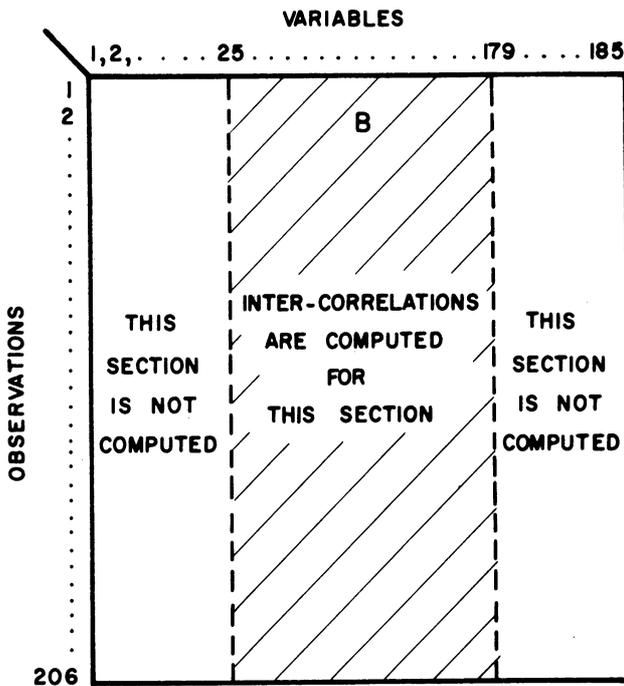 VARIABLES
1,2,.....25................179.....185
1
2
B
OBSERVATIONS
THIS
SECTION
IS NOT
COMPUTED
INTER-CORRELATIONS
ARE COMPUTED
FOR
THIS SECTION
THIS
SECTION
IS NOT
COMPUTED
206